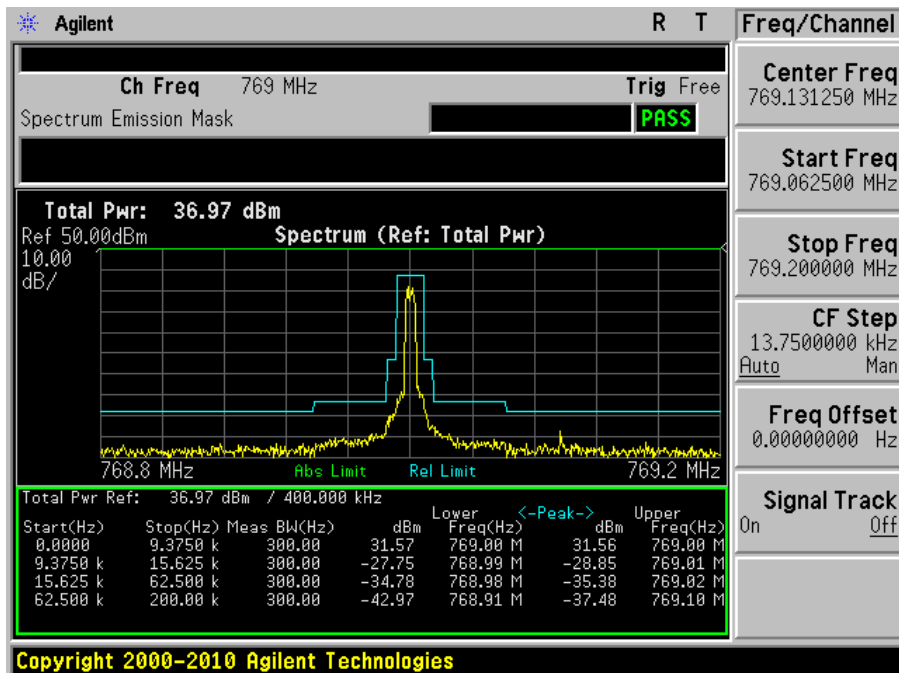 Agilent R T
Freq/Channel
Ch Freq 769 MHz Trig Free
Spectrum Emission Mask PASS
Center Freq
769.131250 MHz
Start Freq
769.062500 MHz
Stop Freq
769.200000 MHz
CF Step
13.7500000 kHz
Auto Man
Freq Offset
0.00000000 Hz
Signal Track
On Off
Total Pwr: 36.97 dBm
Ref 50.00dBm Spectrum (Ref: Total Pwr)
10.00
dB/
768.8 MHz Abs Limit Rel Limit 769.2 MHz
Total Pwr Ref: 36.97 dBm / 400.000 kHz
Lower <-Peak-> Upper
Start(Hz) Stop(Hz) Meas BW(Hz) dBm Freq(Hz) dBm Freq(Hz)
0.0000 9.3750 k 300.00 31.57 769.00 M 31.56 769.00 M
9.3750 k 15.625 k 300.00 -27.75 768.99 M -28.85 769.01 M
15.625 k 62.500 k 300.00 -34.78 768.98 M -35.38 769.02 M
62.500 k 200.00 k 300.00 -42.97 768.91 M -37.48 769.10 M
Copyright 2000-2010 Agilent Technologies